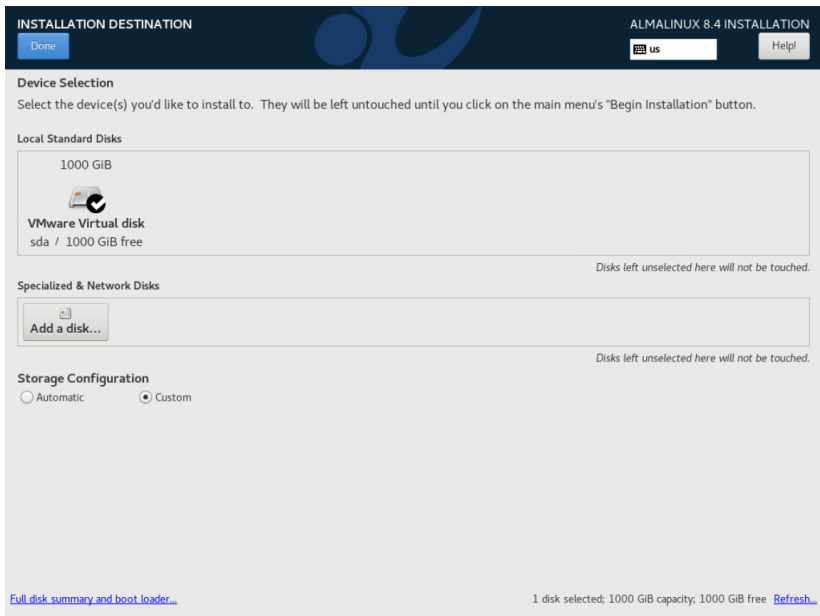 INSTALLATION DESTINATION
ALMALINUX 8.4 INSTALLATION
Done
us
Help!
Device Selection
Select the device(s) you'd like to install to. They will be left untouched until you click on the main menu's "Begin Installation" button.
Local Standard Disks
1000 GiB
VMware Virtual disk
sda / 1000 GiB free
Disks left unselected here will not be touched.
Specialized & Network Disks
Add a disk...
Disks left unselected here will not be touched.
Storage Configuration
Automatic
Custom
Full disk summary and boot loader...
1 disk selected; 1000 GiB capacity; 1000 GiB free Refresh...